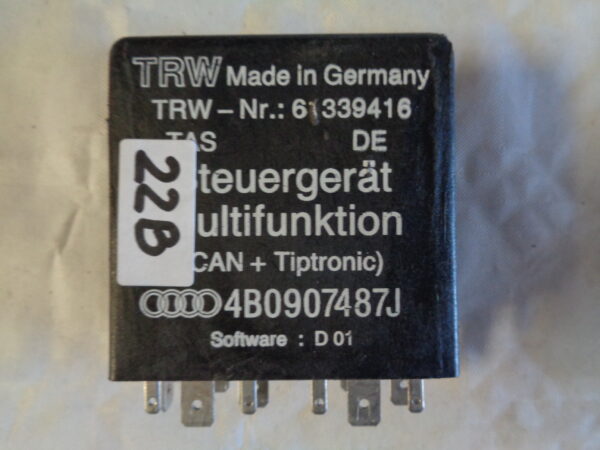 TRW Made in Germany
TRW - Nr.: 61339416
TAS DE
teuergerät
ultifunktion
CAN + Tiptronic)
4B0907487J
Software : D 01
22B